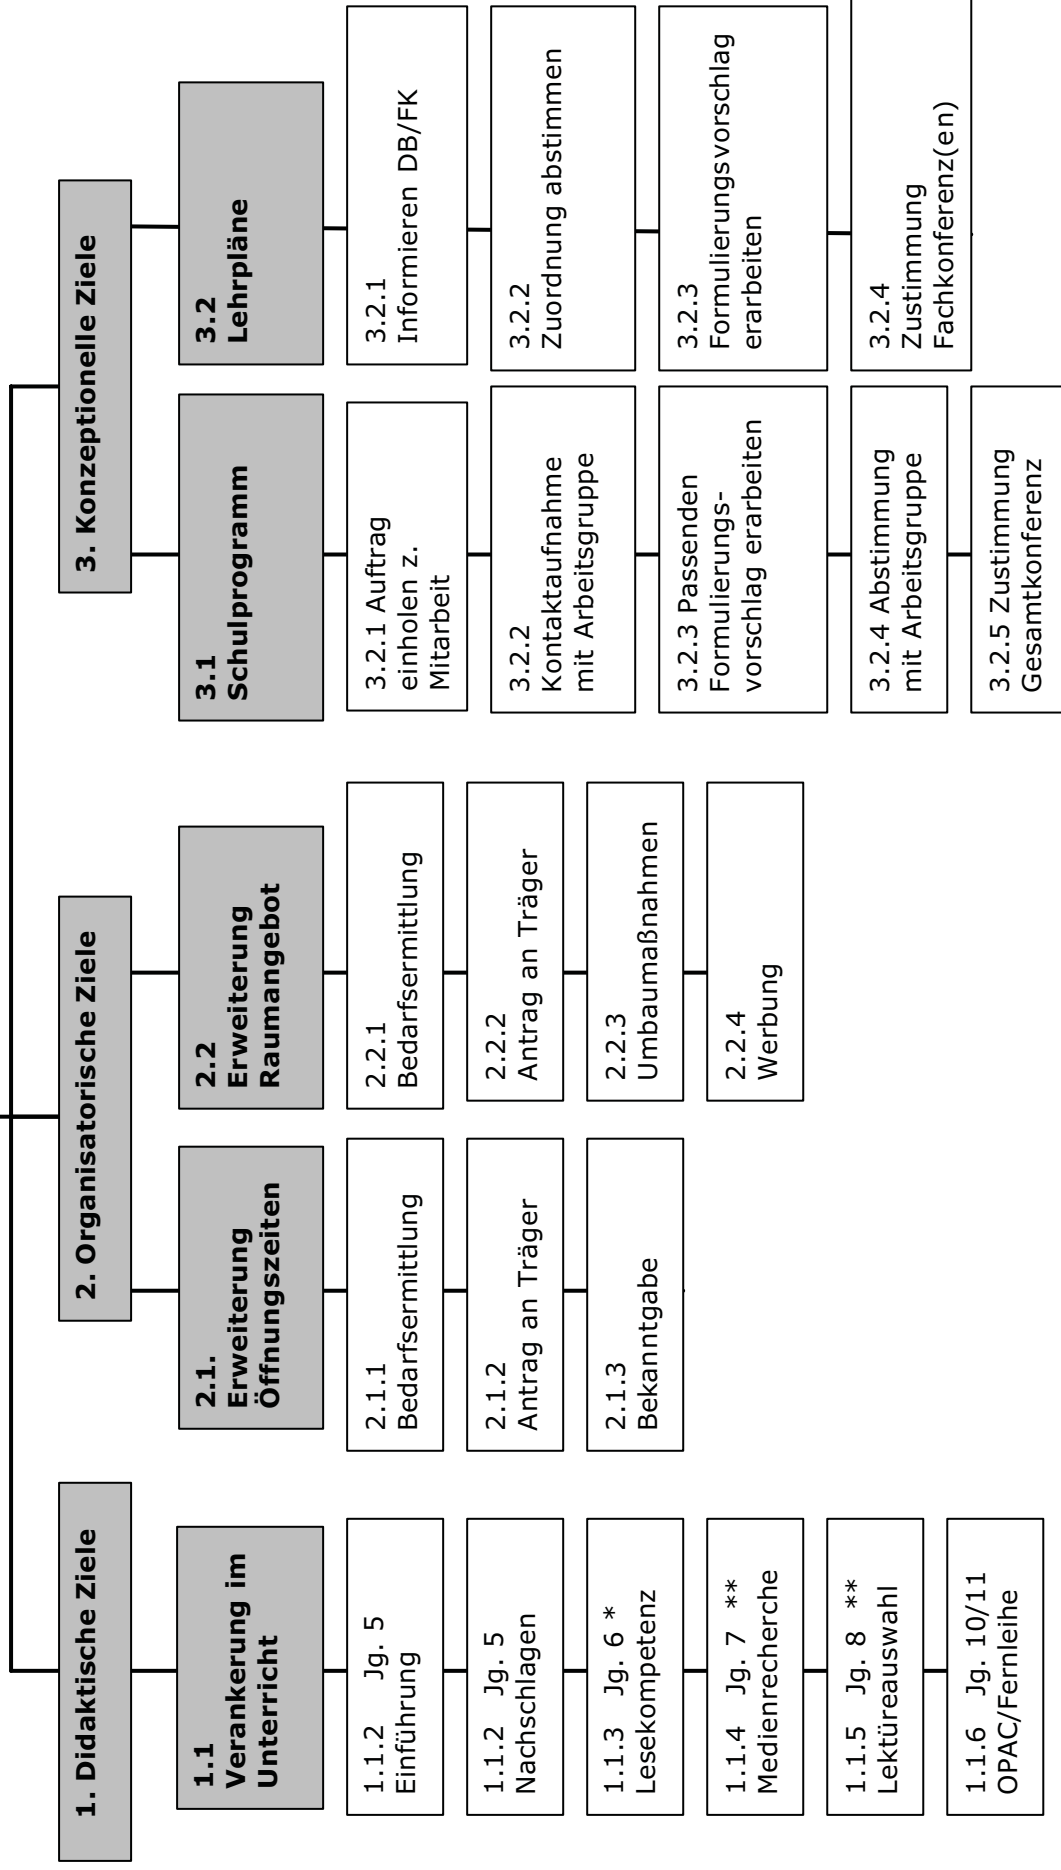 1. Didaktische Ziele
1.1
Verankerung im
Unterricht
1.1.2 Jg. 5
Einführung
1.1.2 Jg. 5
Nachschlagen
1.1.3 Jg. 6 *
Lesekompetenz
1.1.4 Jg. 7 **
Medienrecherche
1.1.5 Jg. 8 **
Lektüreauswahl
1.1.6 Jg. 10/11
OPAC/Fernleihe
2. Organisatorische Ziele
2.1.
Erweiterung
Öffnungszeiten
2.1.1
Bedarfsermittlung
2.1.2
Antrag an Träger
2.1.3
Bekanntgabe
2.2
Erweiterung
Raumangebot
2.2.1
Bedarfsermittlung
2.2.2
Antrag an Träger
2.2.3
Umbaumaßnahmen
2.2.4
Werbung
3. Konzeptionelle Ziele
3.1
Schulprogramm
3.2.1 Auftrag
einholen z.
Mitarbeit
3.2.2
Kontaktaufnahme
mit Arbeitsgruppe
3.2.3 Passenden
Formulierungs-
vorschlag erarbeiten
3.2.4 Abstimmung
mit Arbeitsgruppe
3.2.5 Zustimmung
Gesamtkonferenz
3.2
Lehrpläne
3.2.1
Informieren DB/FK
3.2.2
Zuordnung abstimmen
3.2.3
Formulierungsvorschlag
erarbeiten
3.2.4
Zustimmung
Fachkonferenz(en)